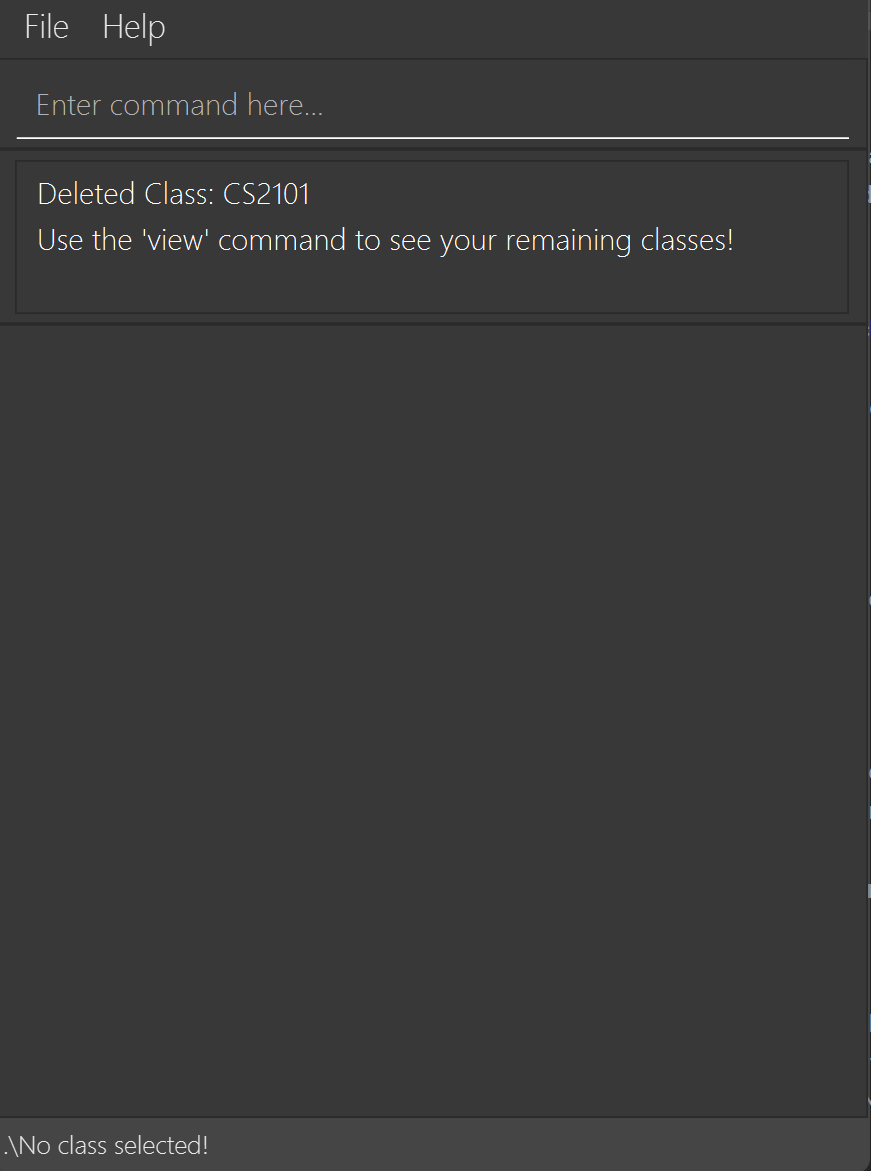 File Help
Enter command here...
Deleted Class: CS2101
Use the 'view' command to see your remaining classes!
.\No class selected!